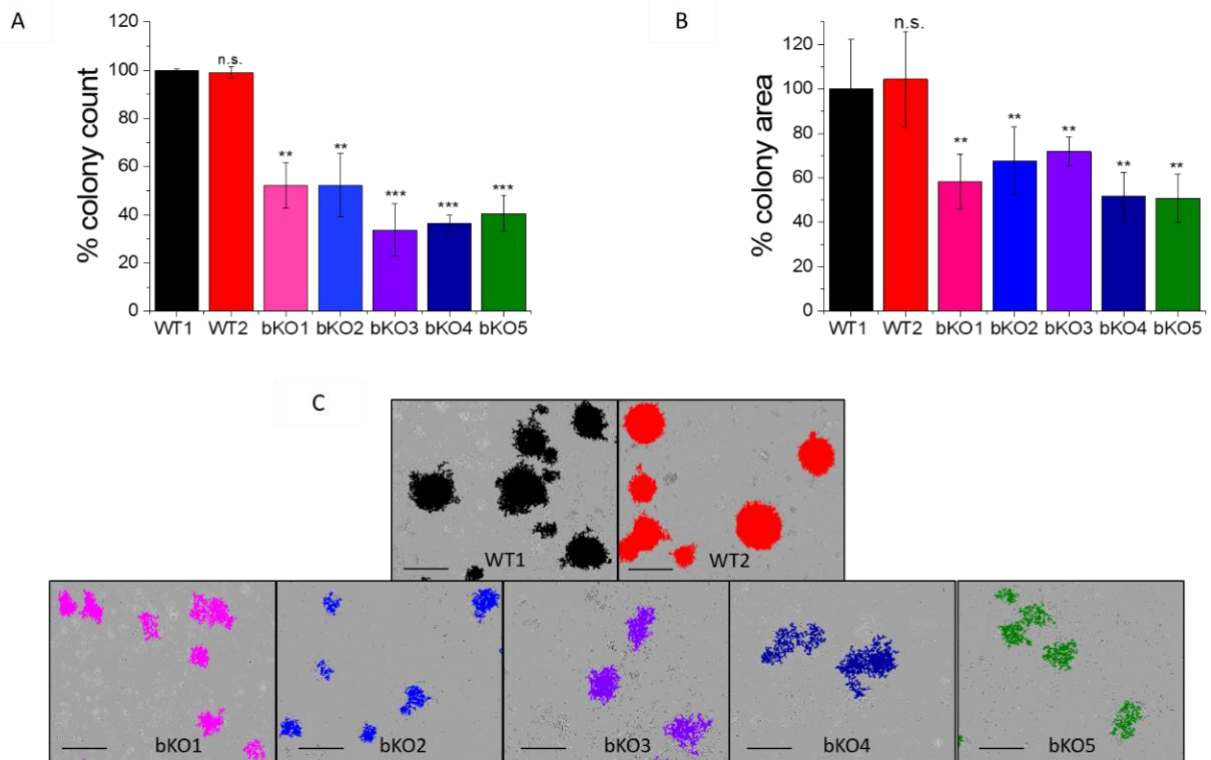 A
% colony count
120
100
80
60
40
20
0
n.s.
**
**
***
***
***
WT1 WT2 bKO1 bKO2 bKO3 bKO4 bKO5
B
% colony area
120
100
80
60
40
20
0
n.s.
**
**
**
**
**
WT1 WT2 bKO1 bKO2 bKO3 bKO4 bKO5
C
WT1 WT2
bKO1 bKO2 bKO3 bKO4 bKO5